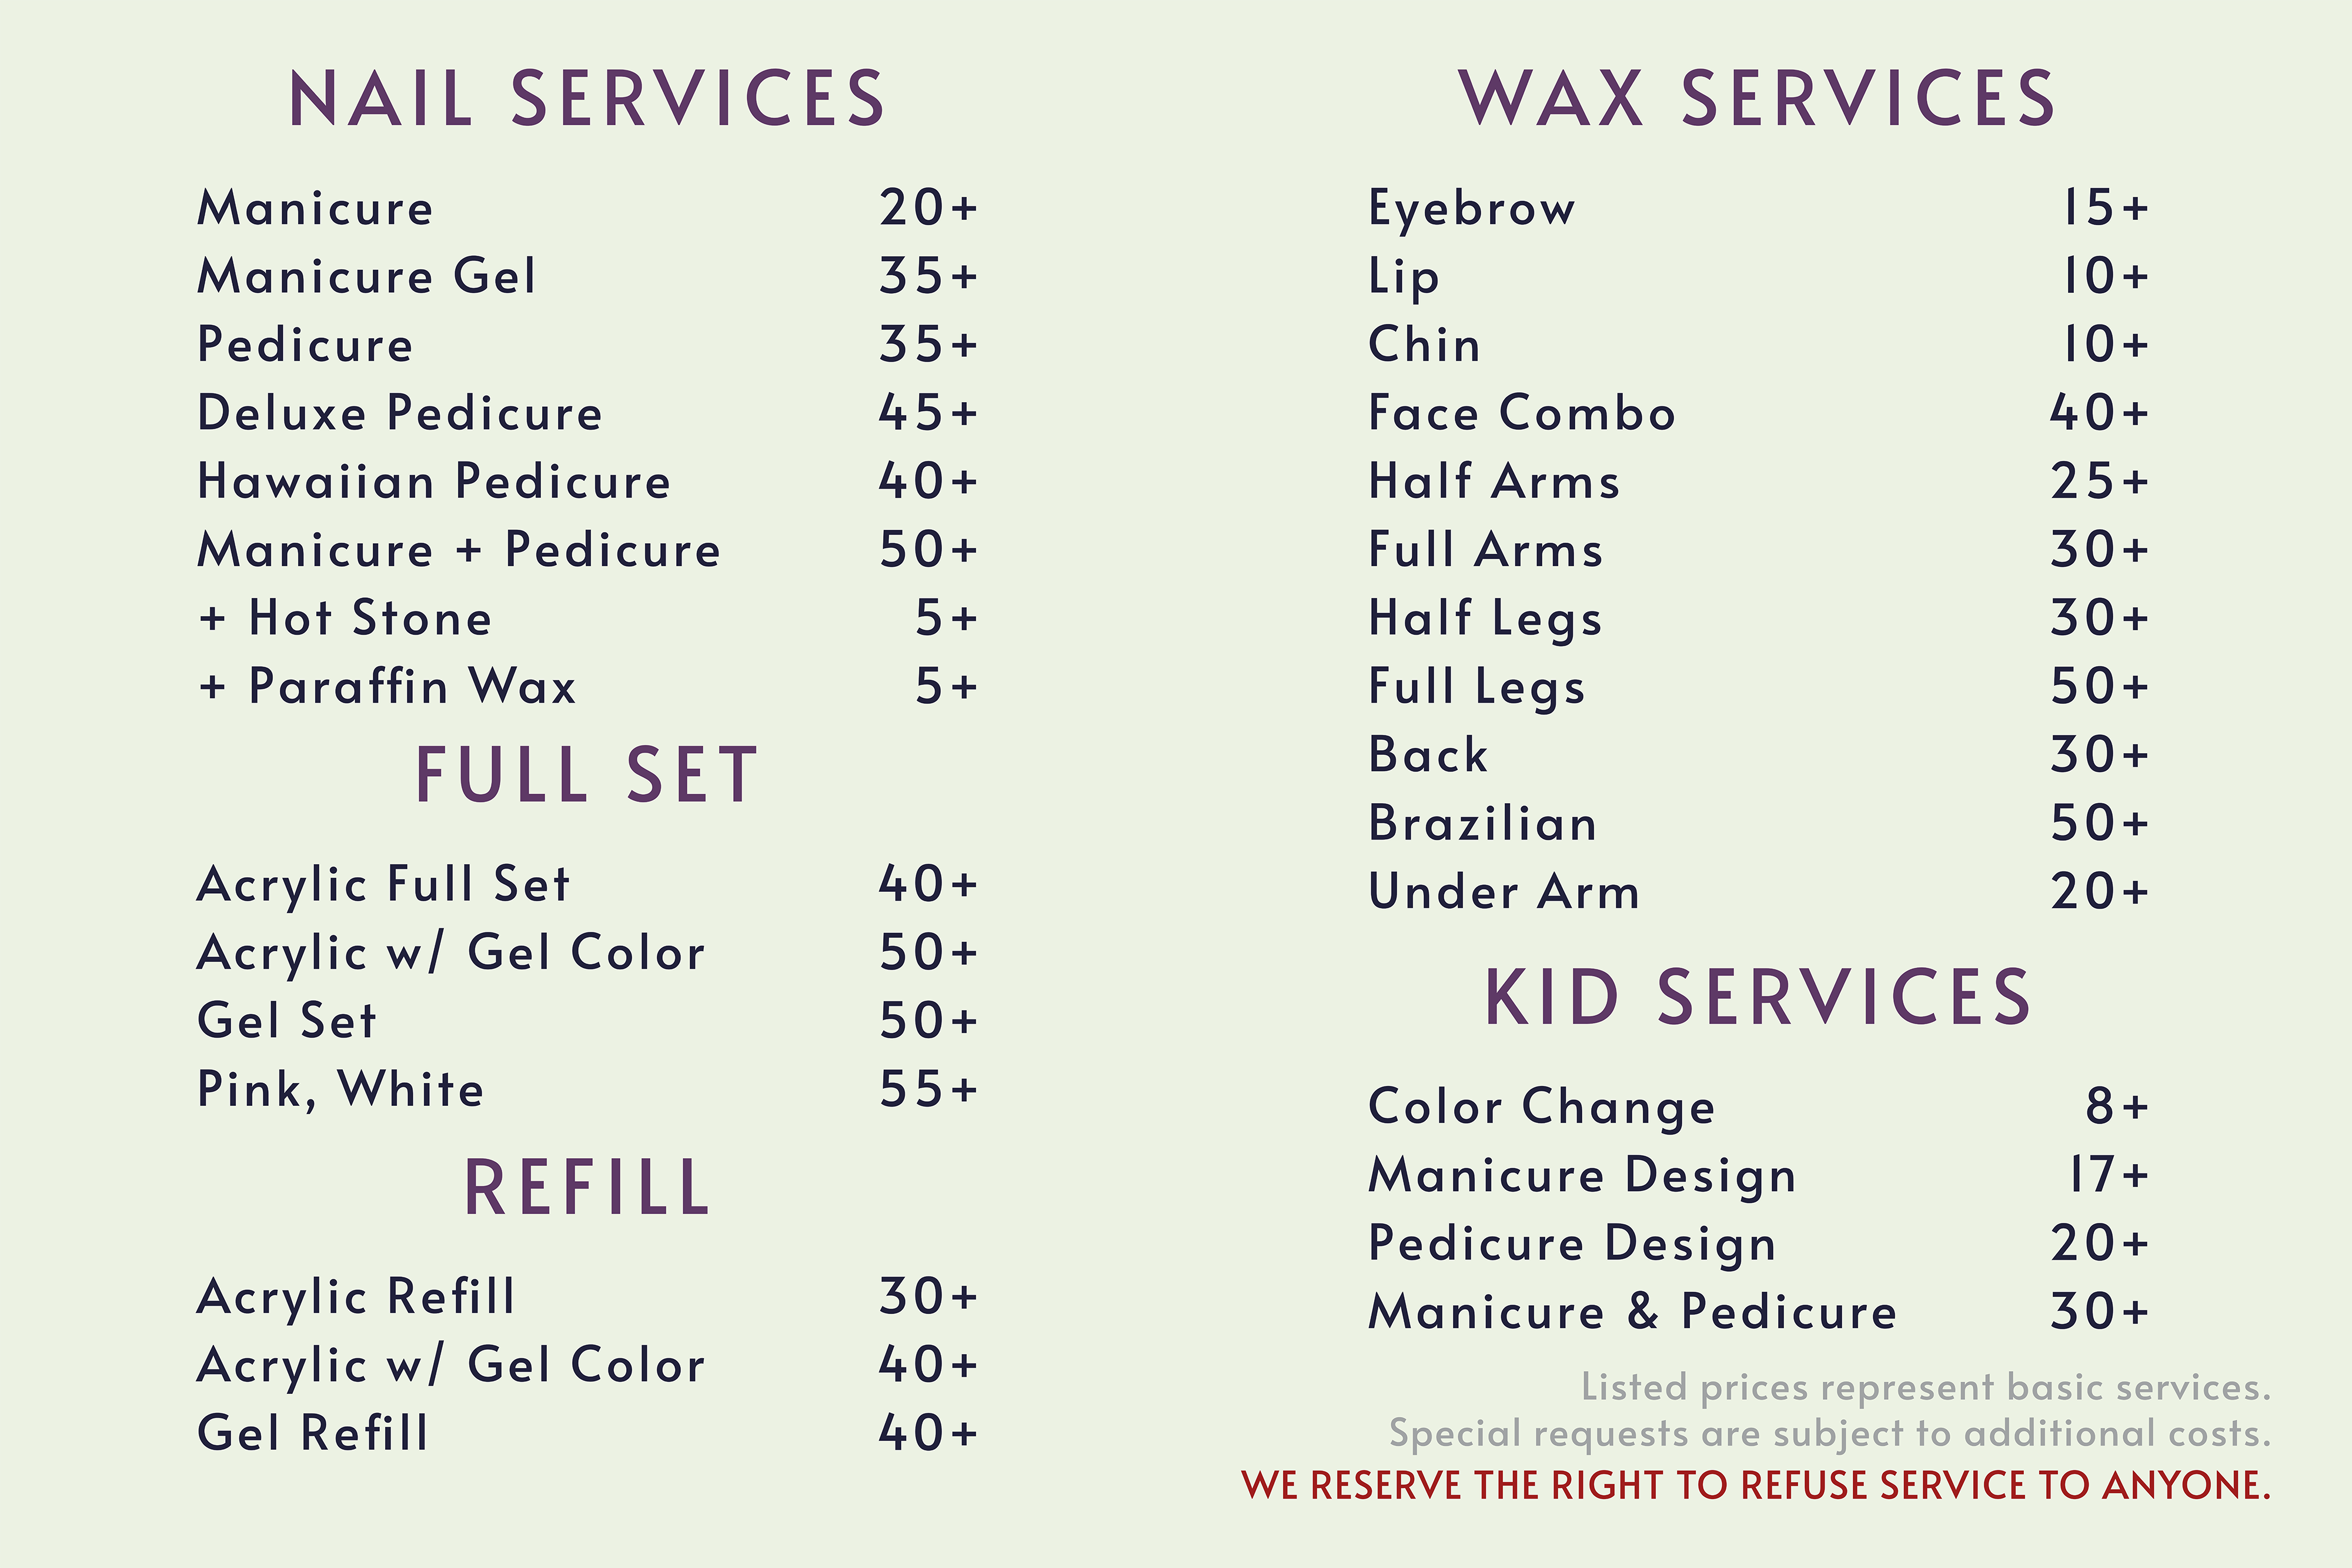 NAIL SERVICES
Manicure 20+
Manicure Gel 35+
Pedicure 35+
Deluxe Pedicure 45+
Hawaiian Pedicure 40+
Manicure + Pedicure 50+
+ Hot Stone 5+
+ Paraffin Wax 5+
FULL SET
Acrylic Full Set 40+
Acrylic w/ Gel Color 50+
Gel Set 50+
Pink, White 55+
REFILL
Acrylic Refill 30+
Acrylic w/ Gel Color 40+
Gel Refill 40+
WAX SERVICES
Eyebrow 15+
Lip 10+
Chin 10+
Face Combo 40+
Half Arms 25+
Full Arms 30+
Half Legs 30+
Full Legs 50+
Back 30+
Brazilian 50+
Under Arm 20+
KID SERVICES
Color Change 8+
Manicure Design 17+
Pedicure Design 20+
Manicure & Pedicure 30+
Listed prices represent basic services.
Special requests are subject to additional costs.
WE RESERVE THE RIGHT TO REFUSE SERVICE TO ANYONE.